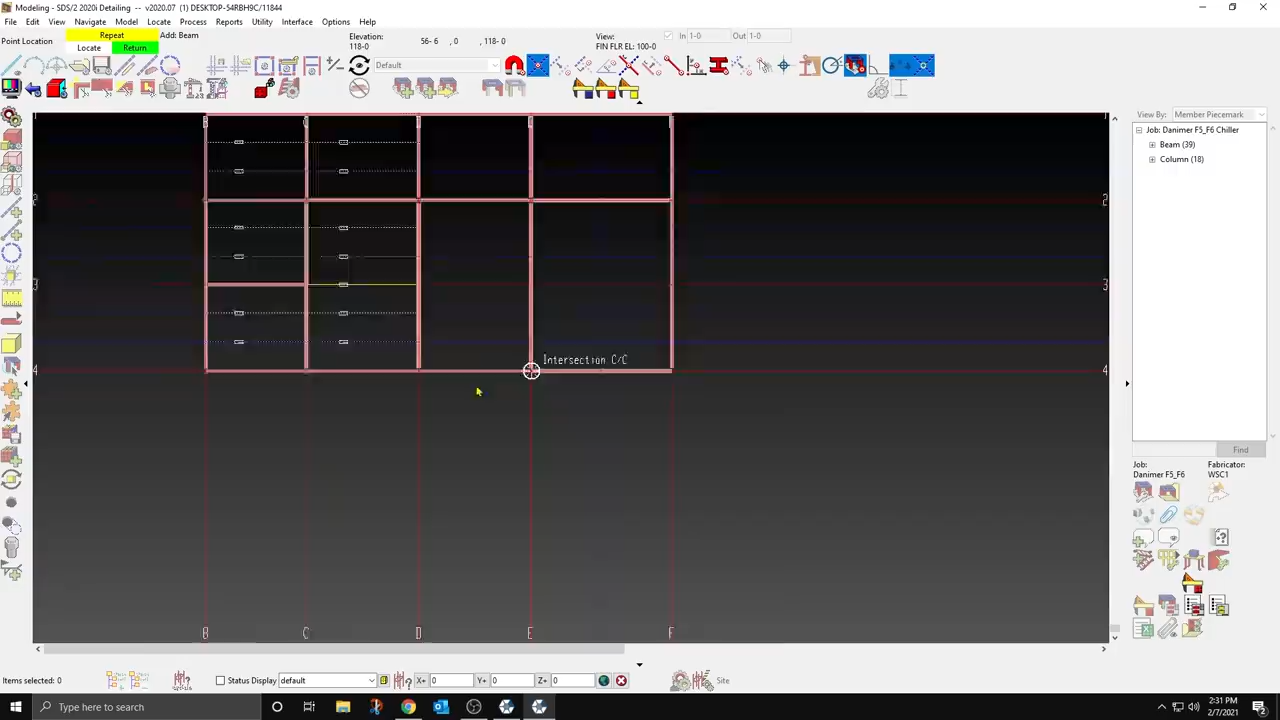 Modeling - SDS/2 2020i Detailing - v2020.07 (1) DESKTOP-54RBH9C/11844
File Edit View Navigate Model Locate Process Reports Utility Interface Options Help
Point Location
Repeat
Locate Return
Add: Beam
Elevation:
118-0
56- 6 , 0 , 118- 0
View:
FIN FLR EL: 100-0
In 1-0 Out 1-0
Default
View By: Member Piecemark
Job: Danimer F5_F6 Chiller
Beam (39)
Column (18)
2 2
3 3
Intersection C/C
4 4
B C D E F
Find
Job:
Danimer F5_F6
Fabricator:
WSC1
Items selected: 0
Status Display default
X+ 0 Y+ 0 Z+ 0
Site
Type here to search
2:31 PM
2/7/2021